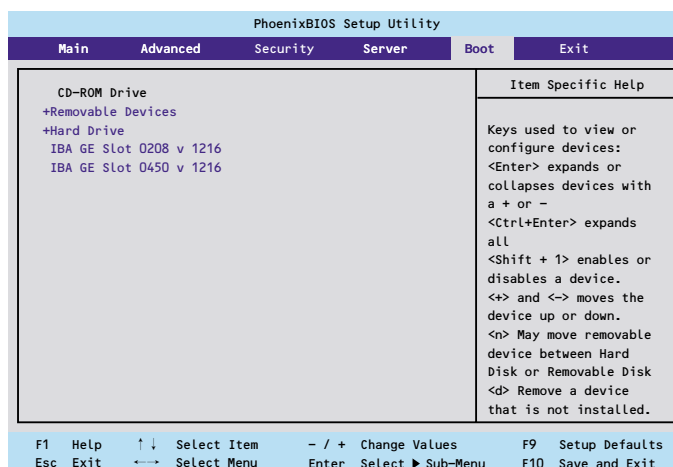 PhoenixBIOS Setup Utility
Main Advanced Security Server Boot Exit
CD-ROM Drive
+Removable Devices
+Hard Drive
IBA GE Slot 0208 v 1216
IBA GE Slot 0450 v 1216
Item Specific Help
Keys used to view or
configure devices:
<Enter> expands or
collapses devices with
a + or -
<Ctrl+Enter> expands
all
<Shift + 1> enables or
disables a device.
<+> and <-> moves the
device up or down.
<n> May move removable
device between Hard
Disk or Removable Disk
<d> Remove a device
that is not installed.
F1 Help ↑↓ Select Item - / + Change Values F9 Setup Defaults
Esc Exit ←→ Select Menu Enter Select ▶ Sub-Menu F10 Save and Exit